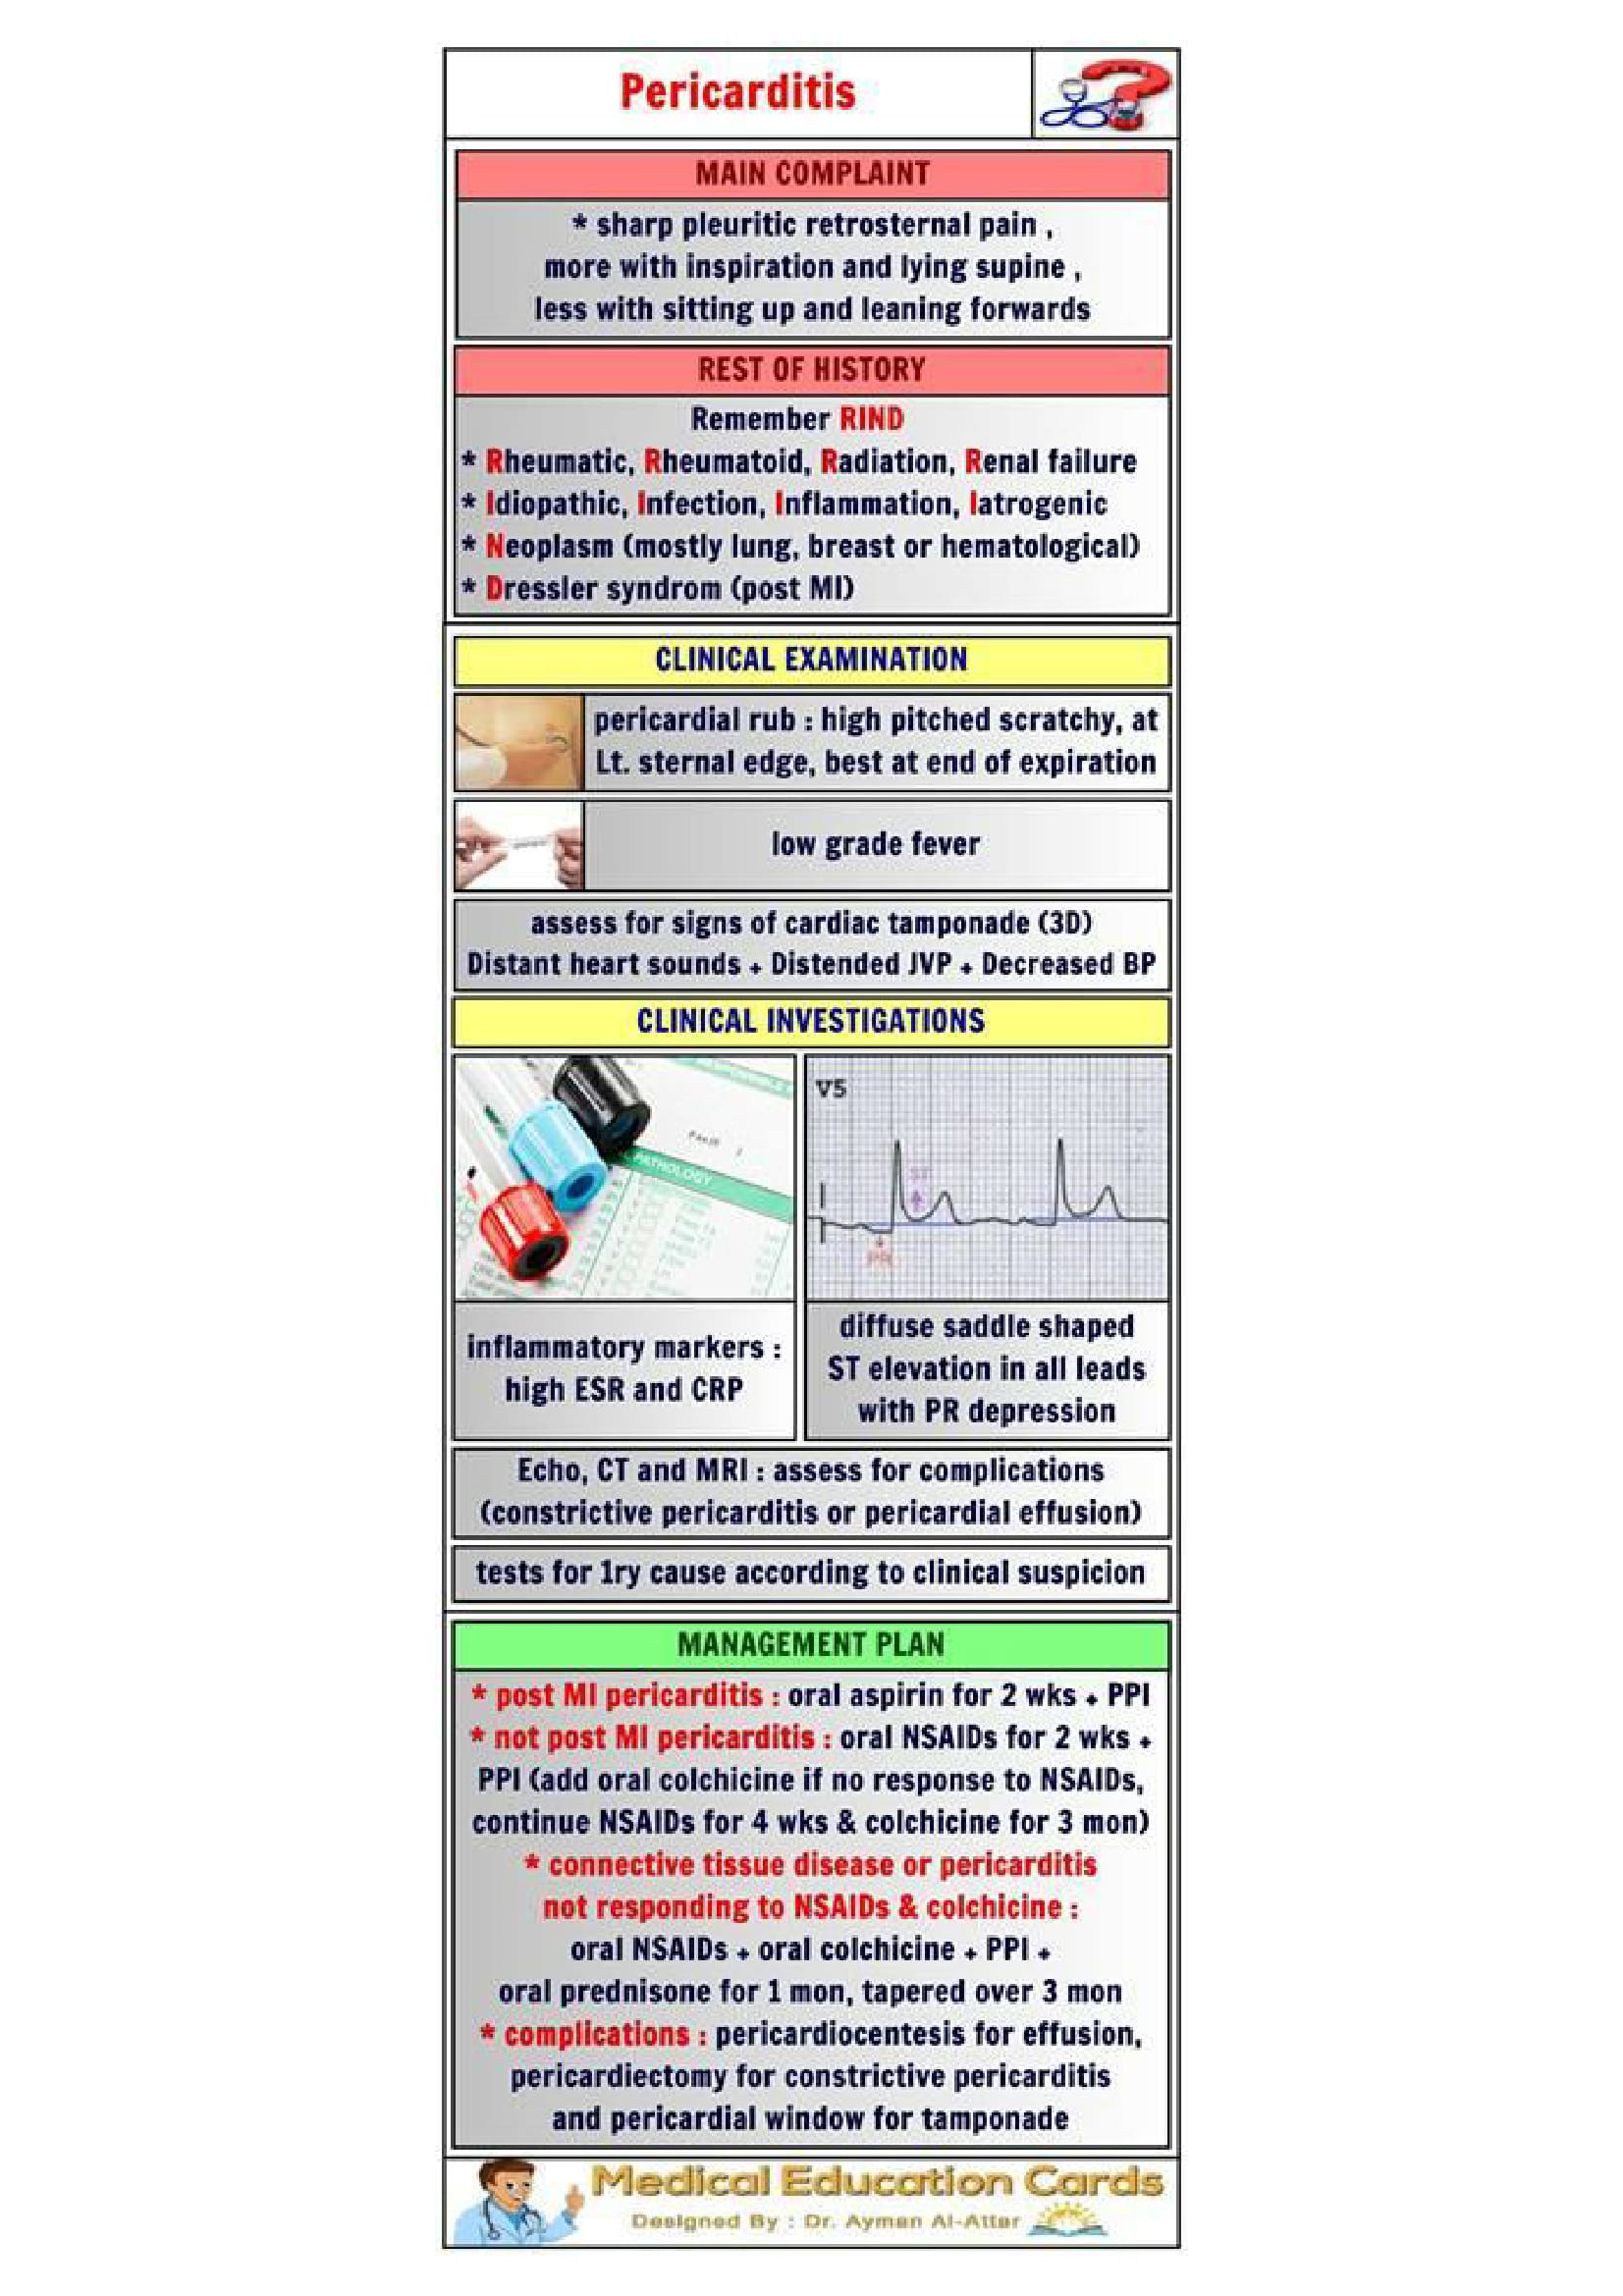 Pericarditis
MAIN COMPLAINT
* sharp pleuritic retrosternal pain ,
more with inspiration and lying supine ,
less with sitting up and leaning forwards
REST OF HISTORY
Remember RIND
* Rheumatic, Rheumatoid, Radiation, Renal failure
* Idiopathic, Infection, Inflammation, Iatrogenic
* Neoplasm (mostly lung, breast or hematological)
* Dressler syndrom (post MI)
CLINICAL EXAMINATION
pericardial rub : high pitched scratchy, at
Lt. sternal edge, best at end of expiration
low grade fever
assess for signs of cardiac tamponade (3D)
Distant heart sounds + Distended JVP + Decreased BP
CLINICAL INVESTIGATIONS
PATHOLOGY
V5
ST
PR
inflammatory markers :
high ESR and CRP
diffuse saddle shaped
ST elevation in all leads
with PR depression
Echo, CT and MRI : assess for complications
(constrictive pericarditis or pericardial effusion)
tests for 1ry cause according to clinical suspicion
MANAGEMENT PLAN
* post MI pericarditis : oral aspirin for 2 wks + PPI
* not post MI pericarditis : oral NSAIDs for 2 wks +
PPI (add oral colchicine if no response to NSAIDs,
continue NSAIDs for 4 wks & colchicine for 3 mon)
* connective tissue disease or pericarditis
not responding to NSAIDs & colchicine :
oral NSAIDs + oral colchicine + PPI +
oral prednisone for 1 mon, tapered over 3 mon
* complications : pericardiocentesis for effusion,
pericardiectomy for constrictive pericarditis
and pericardial window for tamponade
Medical Education Cards
Designed By : Dr. Ayman Al-Attar